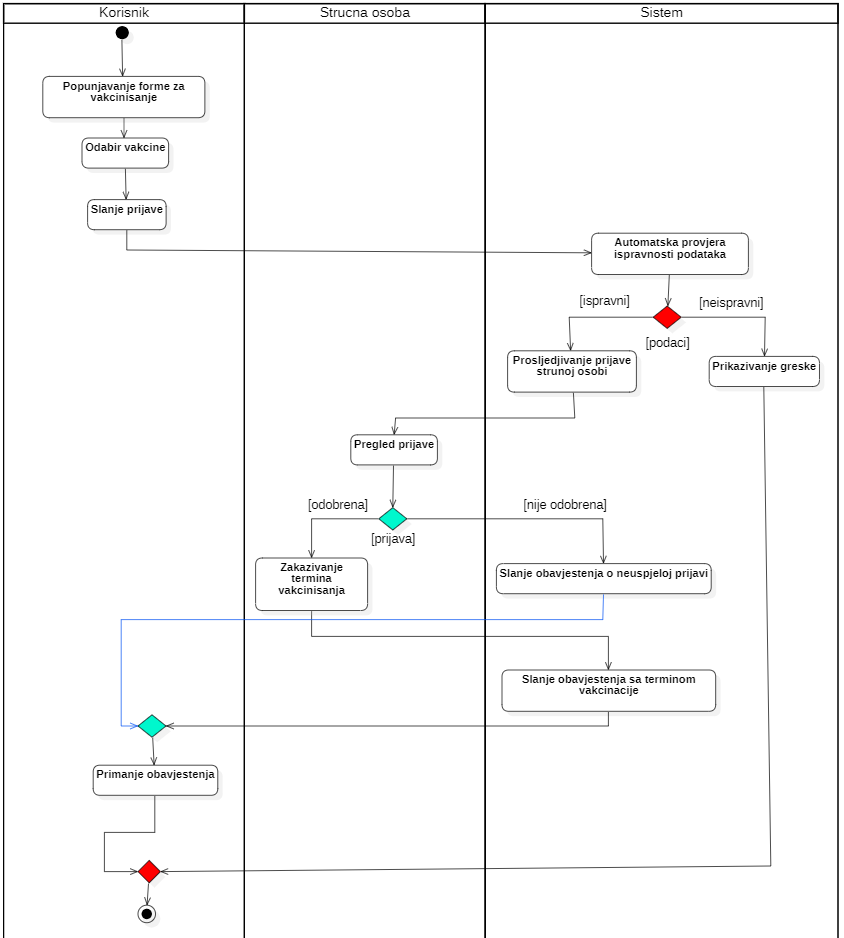 Korisnik
Strucna osoba
Sistem
Popunjavanje forme za
vakcinisanje
Odabir vakcine
Slanje prijave
Automatska provjera
ispravnosti podataka
[ispravni]
[neispravni]
[podaci]
Prosljedjivanje prijave
strunoj osobi
Prikazivanje greske
Pregled prijave
[odobrena]
[nije odobrena]
[prijava]
Zakazivanje
termina
vakcinisanja
Slanje obavjestenja o neuspjeloj prijavi
Slanje obavjestenja sa terminom
vakcinacije
Primanje obavjestenja